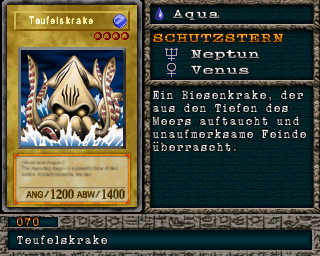 Teufelskrake
ANG/1200 ABW/1400
Aqua
SCHUTZSTERN
Neptun
Venus
Ein Riesenkrake, der
aus den Tiefen des
Meers auftaucht und
unaufmerksame Feinde
überrascht.
070
Teufelskrake